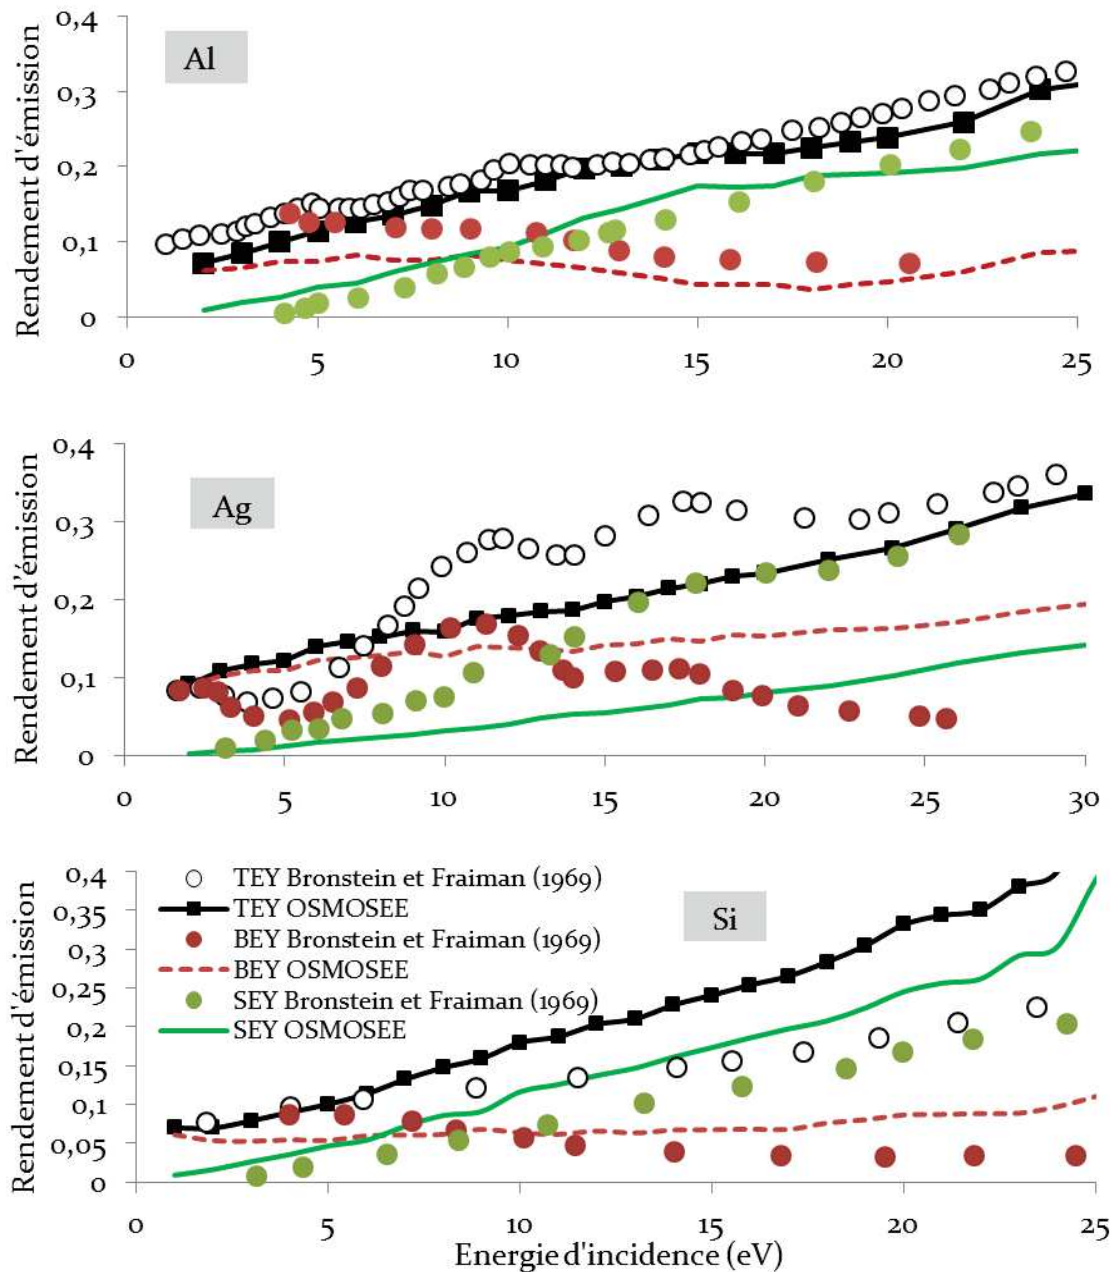 Rendement d'émission
0,4
0,3
0,2
0,1
0
Al
0 5 10 15 20 25
Rendement d'émission
0,4
0,3
0,2
0,1
0
Ag
0 5 10 15 20 25 30
Rendement d'émission
0,4
0,35
0,3
0,25
0,2
0,15
0,1
0,05
0
TEY Bronstein et Fraiman (1969)
TEY OSMOSEE
BEY Bronstein et Fraiman (1969)
BEY OSMOSEE
SEY Bronstein et Fraiman (1969)
SEY OSMOSEE
Si
0 5 10 15 20 25
Energie d'incidence (eV)